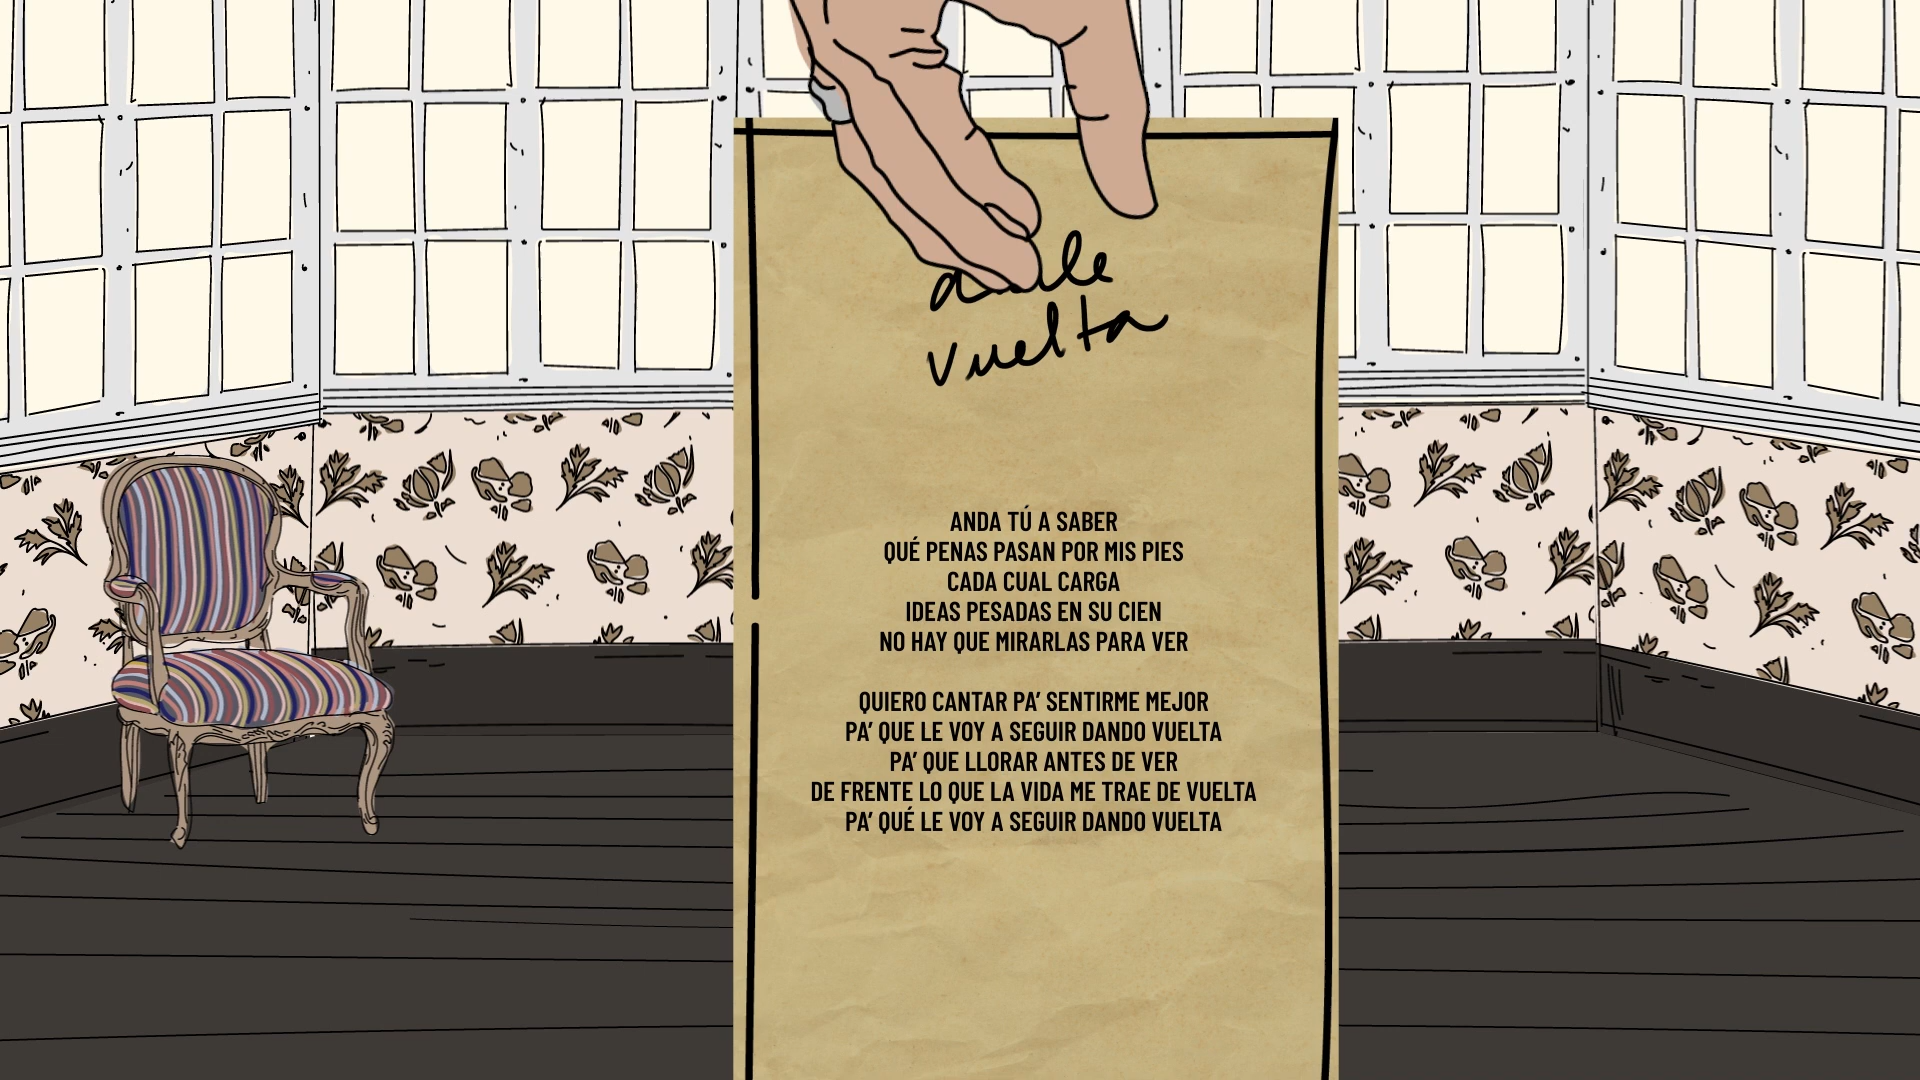 vuelta
ANDA TÚ A SABER
QUÉ PENAS PASAN POR MIS PIES
CADA CUAL CARGA
IDEAS PESADAS EN SU CIEN
NO HAY QUE MIRARLAS PARA VER
QUIERO CANTAR PA’ SENTIRME MEJOR
PA’ QUE LE VOY A SEGUIR DANDO VUELTA
PA’ QUE LLORAR ANTES DE VER
DE FRENTE LO QUE LA VIDA ME TRAE DE VUELTA
PA’ QUÉ LE VOY A SEGUIR DANDO VUELTA